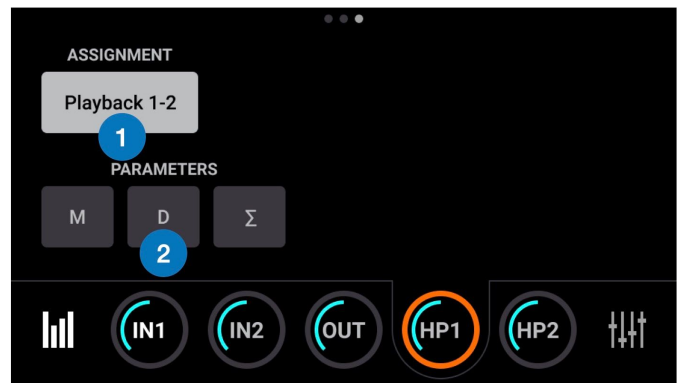 ASSIGNMENT
Playback 1-2
1
PARAMETERS
M D Σ
2
IN1 IN2 OUT HP1 HP2